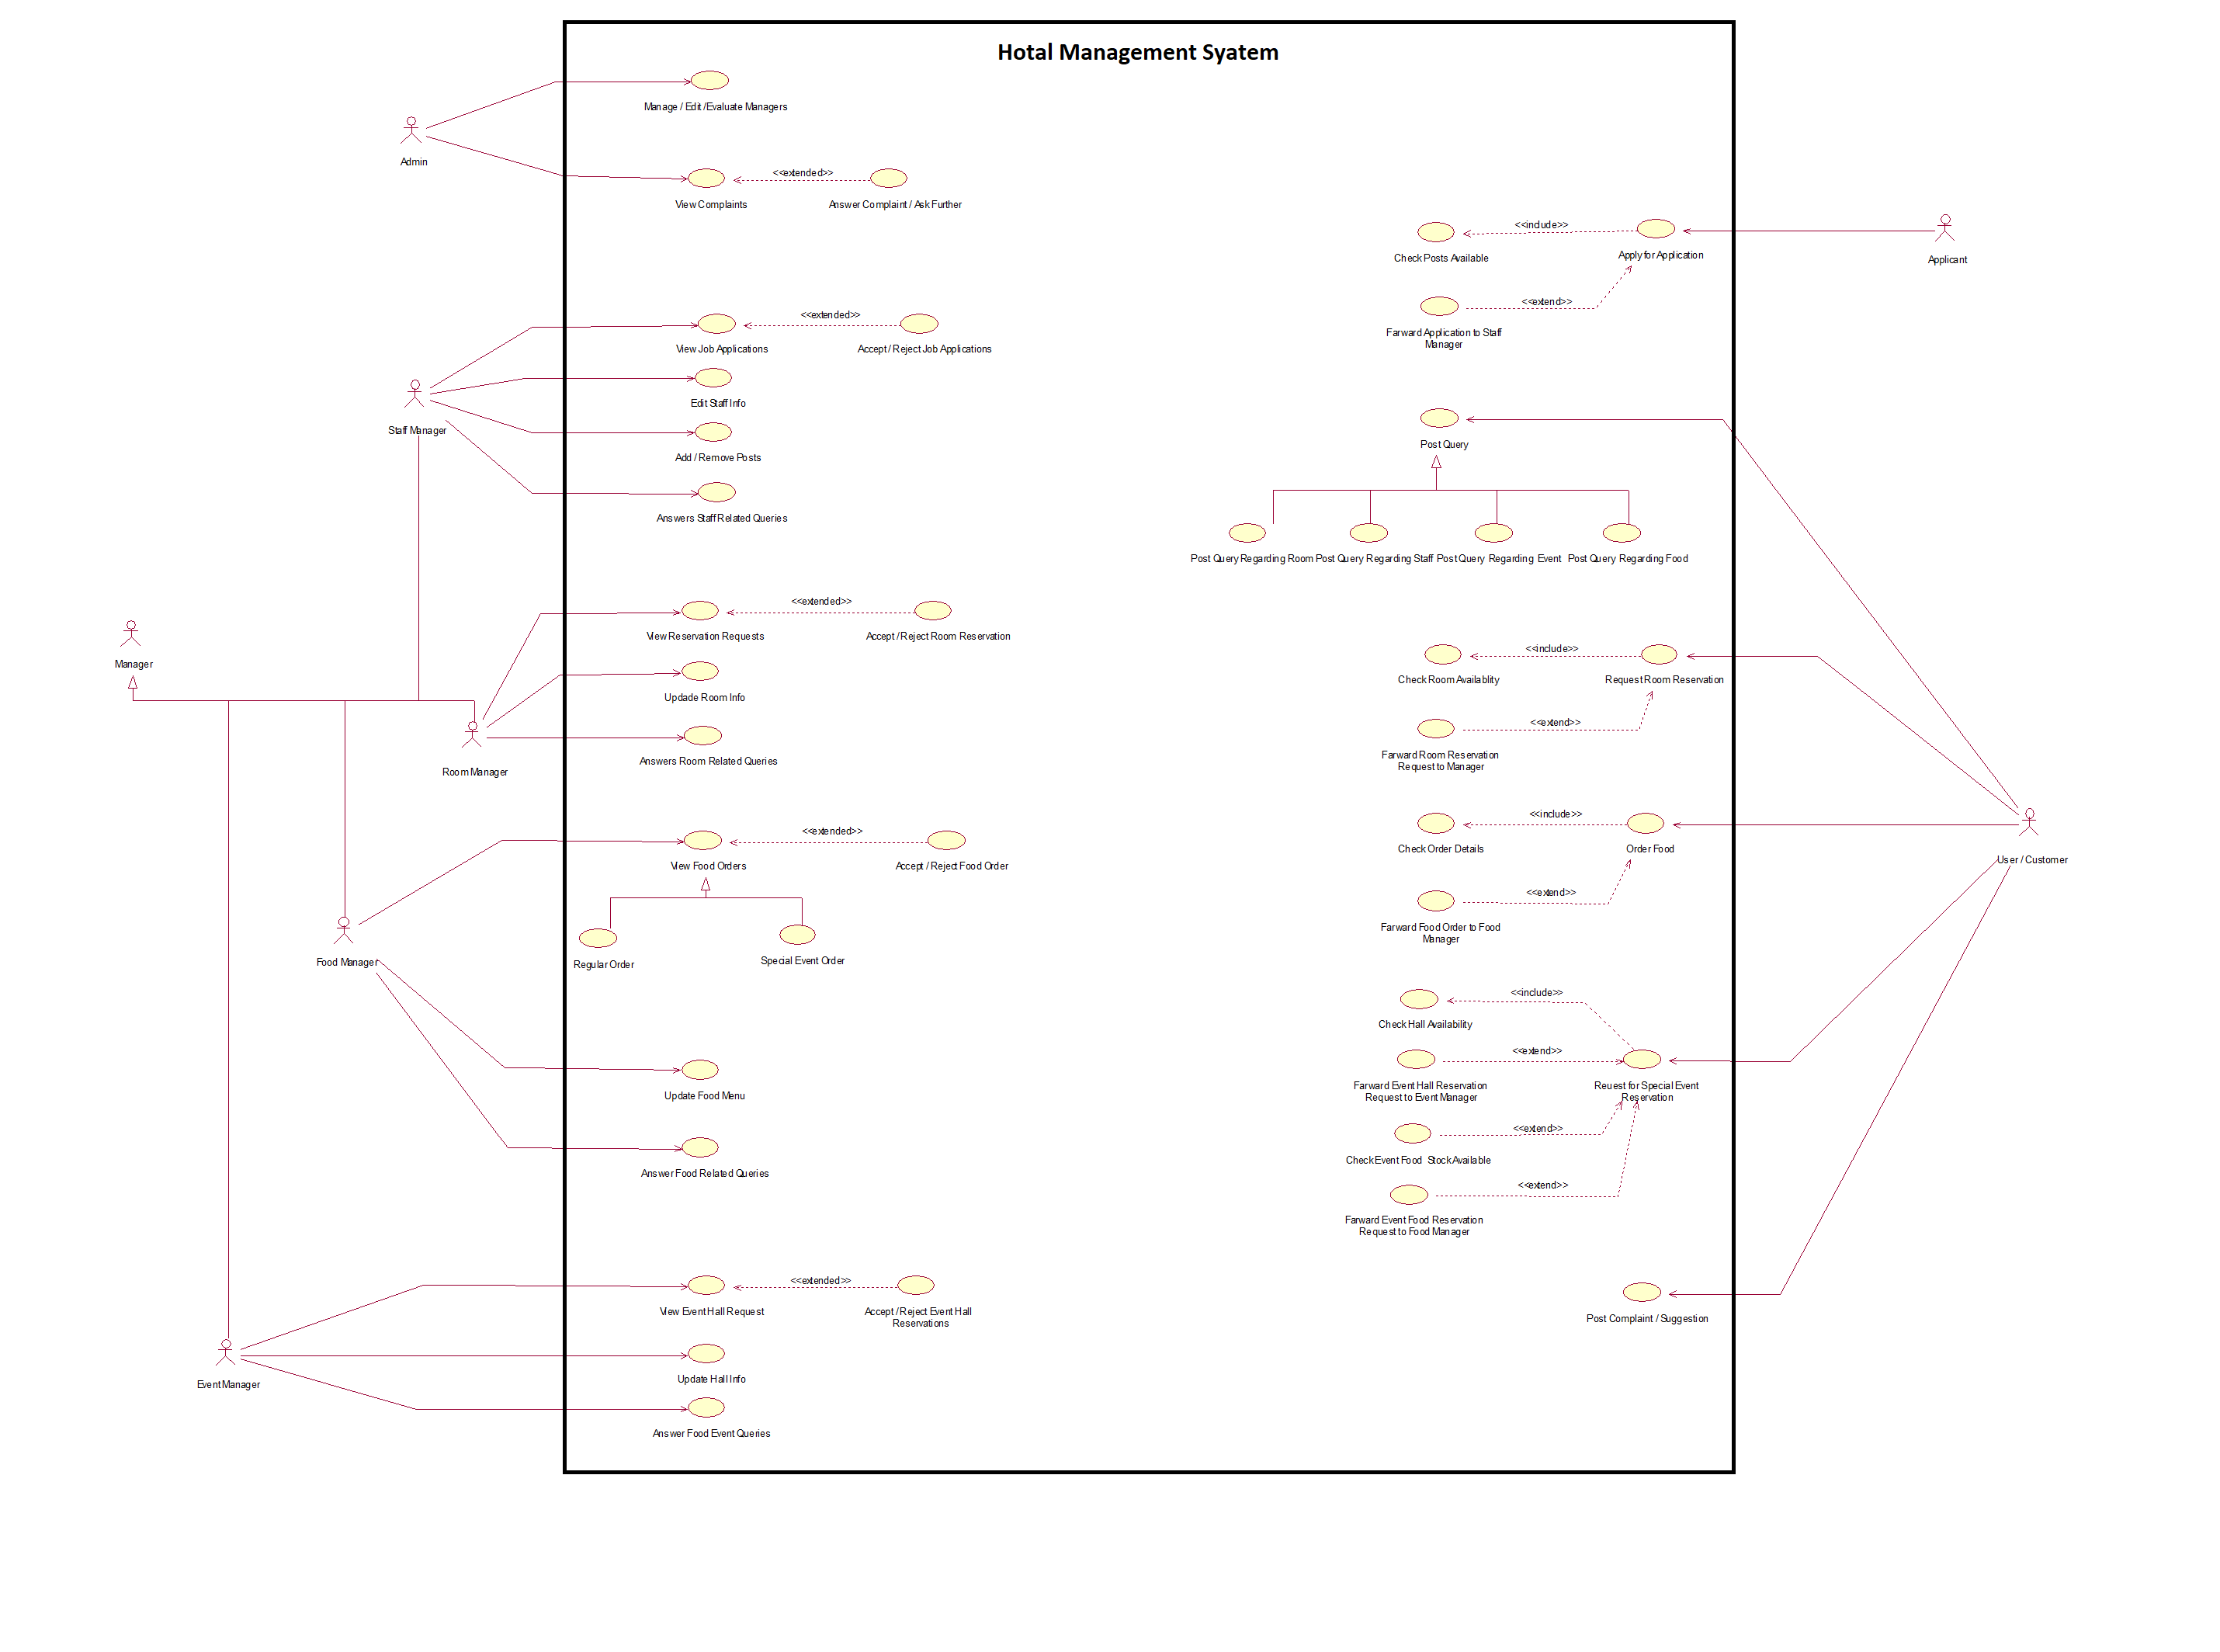 Hotal Management Syatem
Manage / Edit /Evaluate Managers
Admin
<<extended>>
View Complaints
Answer Complaint / Ask Further
<<include>>
Check Posts Available
Apply for Application
Applicant
<<extend>>
Farward Application to Staff
Manager
<<extended>>
View Job Applications
Accept / Reject Job Applications
Edit Staff Info
Staff Manager
Add / Remove Posts
Answers Staff Related Queries
Post Query
Post Query Regarding Room
Post Query Regarding Staff
Post Query Regarding Event
Post Query Regarding Food
<<extended>>
View Reservation Requests
Accept / Reject Room Reservation
Manager
Updade Room Info
Room Manager
Answers Room Related Queries
<<include>>
Check Room Availablity
Request Room Reservation
<<extend>>
Farward Room Reservation
Request to Manager
<<extended>>
View Food Orders
Accept / Reject Food Order
Regular Order
Special Event Order
Food Manager
<<include>>
Check Order Details
Order Food
User / Customer
<<extend>>
Farward Food Order to Food
Manager
Update Food Menu
Answer Food Related Queries
<<include>>
Check Hall Availability
<<extend>>
Farward Event Hall Reservation
Request to Event Manager
Reuest for Special Event
Reservation
<<extend>>
Check Event Food Stock Available
<<extend>>
Farward Event Food Reservation
Request to Food Manager
<<extended>>
View Event Hall Request
Accept / Reject Event Hall
Reservations
Post Complaint / Suggestion
Update Hall Info
Event Manager
Answer Food Event Queries